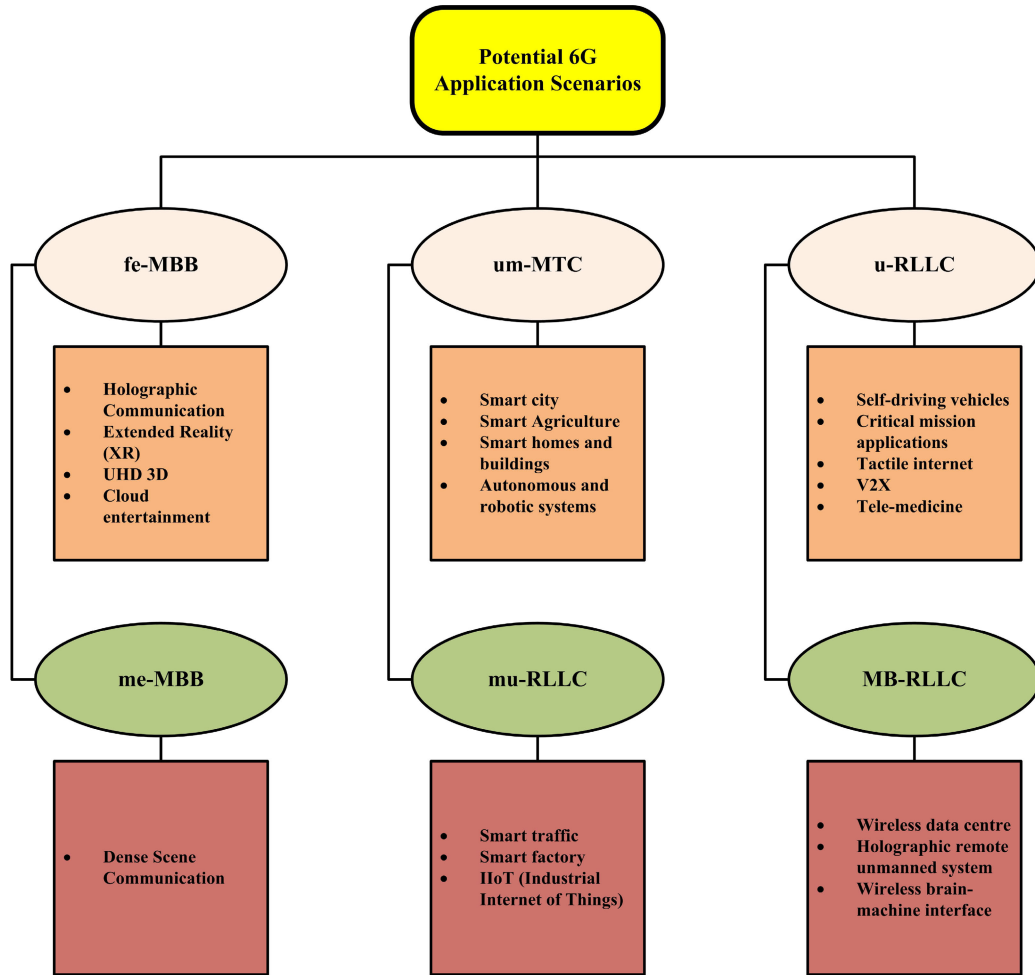 Potential 6G
Application Scenarios
fe-MBB
um-MTC
u-RLLC
• Holographic
Communication
• Extended Reality
(XR)
• UHD 3D
• Cloud
entertainment
• Smart city
• Smart Agriculture
• Smart homes and
buildings
• Autonomous and
robotic systems
• Self-driving vehicles
• Critical mission
applications
• Tactile internet
• V2X
• Tele-medicine
me-MBB
mu-RLLC
MB-RLLC
• Dense Scene
Communication
• Smart traffic
• Smart factory
• IIoT (Industrial
Internet of Things)
• Wireless data centre
• Holographic remote
unmanned system
• Wireless brain-
machine interface